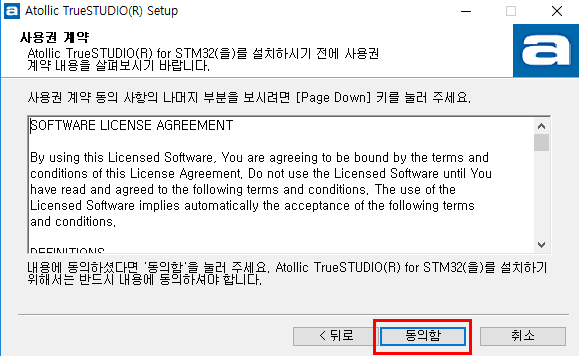 Atollic TrueSTUDIO(R) Setup
사용권 계약
Atollic TrueSTUDIO(R) for STM32(을)를 설치하시기 전에 사용권
계약 내용을 살펴보시기 바랍니다.
a
사용권 계약 동의 사항의 나머지 부분을 보시려면 [Page Down] 키를 눌러 주세요.
SOFTWARE LICENSE AGREEMENT
By using this Licensed Software, You are agreeing to be bound by the terms and
conditions of this License Agreement. Do not use the Licensed Software until You
have read and agreed to the following terms and conditions. The use of the
Licensed Software implies automatically the acceptance of the following terms
and conditions.
DEFINITIONS
내용에 동의하셨다면 '동의함'을 눌러 주세요. Atollic TrueSTUDIO(R) for STM32(을)를 설치하기
위해서는 반드시 내용에 동의하셔야 합니다.
< 뒤로
동의함
취소